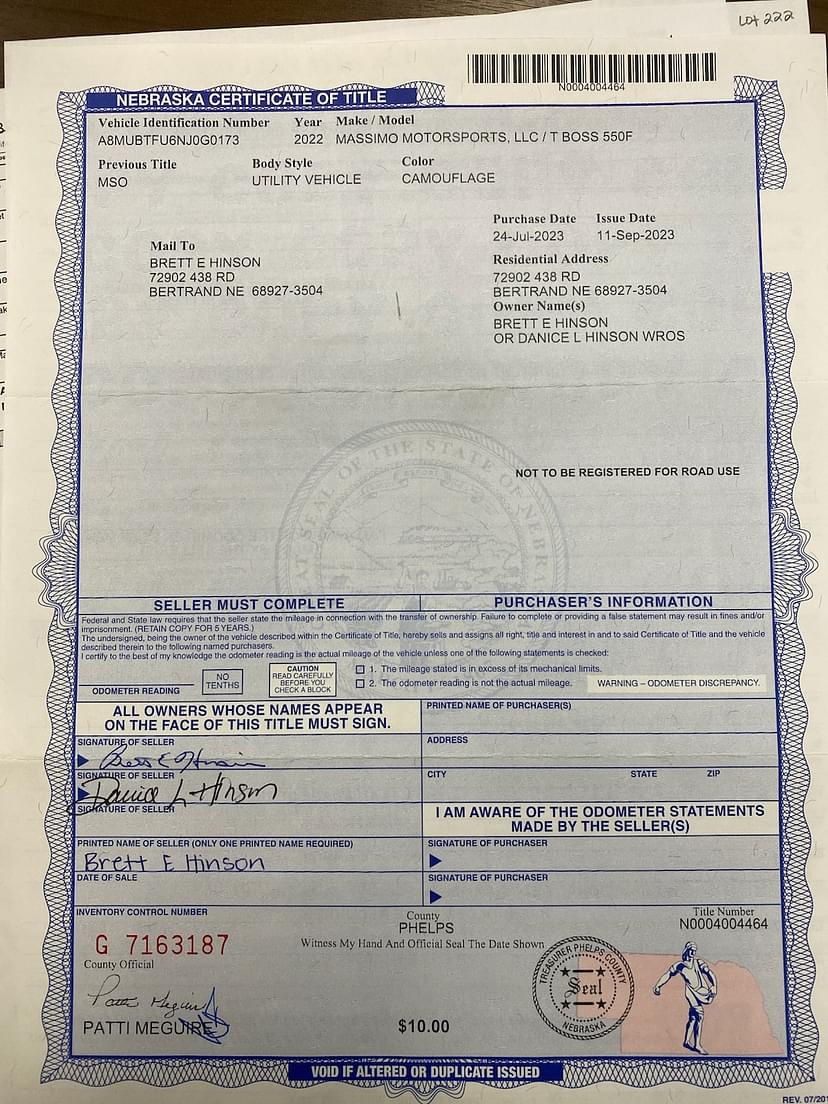 Lot 222
N0004004464
NEBRASKA CERTIFICATE OF TITLE
Vehicle Identification Number Year Make / Model
A8MUBTFU6NJ0G0173 2022 MASSIMO MOTORSPORTS, LLC / T BOSS 550F
Previous Title Body Style Color
MSO UTILITY VEHICLE CAMOUFLAGE
Purchase Date Issue Date
24-Jul-2023 11-Sep-2023
Mail To
BRETT E HINSON
72902 438 RD
BERTRAND NE 68927-3504
Residential Address
72902 438 RD
BERTRAND NE 68927-3504
Owner Name(s)
BRETT E HINSON
OR DANICE L HINSON WROS
NOT TO BE REGISTERED FOR ROAD USE
SEAL OF THE STATE OF NEBRA
SELLER MUST COMPLETE PURCHASER'S INFORMATION
Federal and State law requires that the seller state the mileage in connection with the transfer of ownership. Failure to complete or providing a false statement may result in fines and/or
imprisonment. (RETAIN COPY FOR 5 YEARS.)
The undersigned, being the owner of the vehicle described within the Certificate of Title, hereby sells and assigns all right, title and interest in and to said Certificate of Title and the vehicle
described therein to the following named purchasers.
I certify to the best of my knowledge the odometer reading is the actual mileage of the vehicle unless one of the following statements is checked:
ODOMETER READING
NO
TENTHS
CAUTION
READ CAREFULLY
BEFORE YOU
CHECK A BLOCK
1. The mileage stated is in excess of its mechanical limits.
2. The odometer reading is not the actual mileage. WARNING – ODOMETER DISCREPANCY.
ALL OWNERS WHOSE NAMES APPEAR
ON THE FACE OF THIS TITLE MUST SIGN.
SIGNATURE OF SELLER
Brett E Hinson
SIGNATURE OF SELLER
Danice L Hinson
SIGNATURE OF SELLER
PRINTED NAME OF SELLER (ONLY ONE PRINTED NAME REQUIRED)
Brett E Hinson
DATE OF SALE
PRINTED NAME OF PURCHASER(S)
ADDRESS
CITY STATE ZIP
I AM AWARE OF THE ODOMETER STATEMENTS
MADE BY THE SELLER(S)
SIGNATURE OF PURCHASER
SIGNATURE OF PURCHASER
INVENTORY CONTROL NUMBER
G 7163187
County Official
Patti Meguire
PATTI MEGUIRE
County
PHELPS
Witness My Hand And Official Seal The Date Shown
$10.00
TREASURER PHELPS COUNTY
Seal
NEBRASKA
Title Number
N0004004464
VOID IF ALTERED OR DUPLICATE ISSUED
REV. 07/201